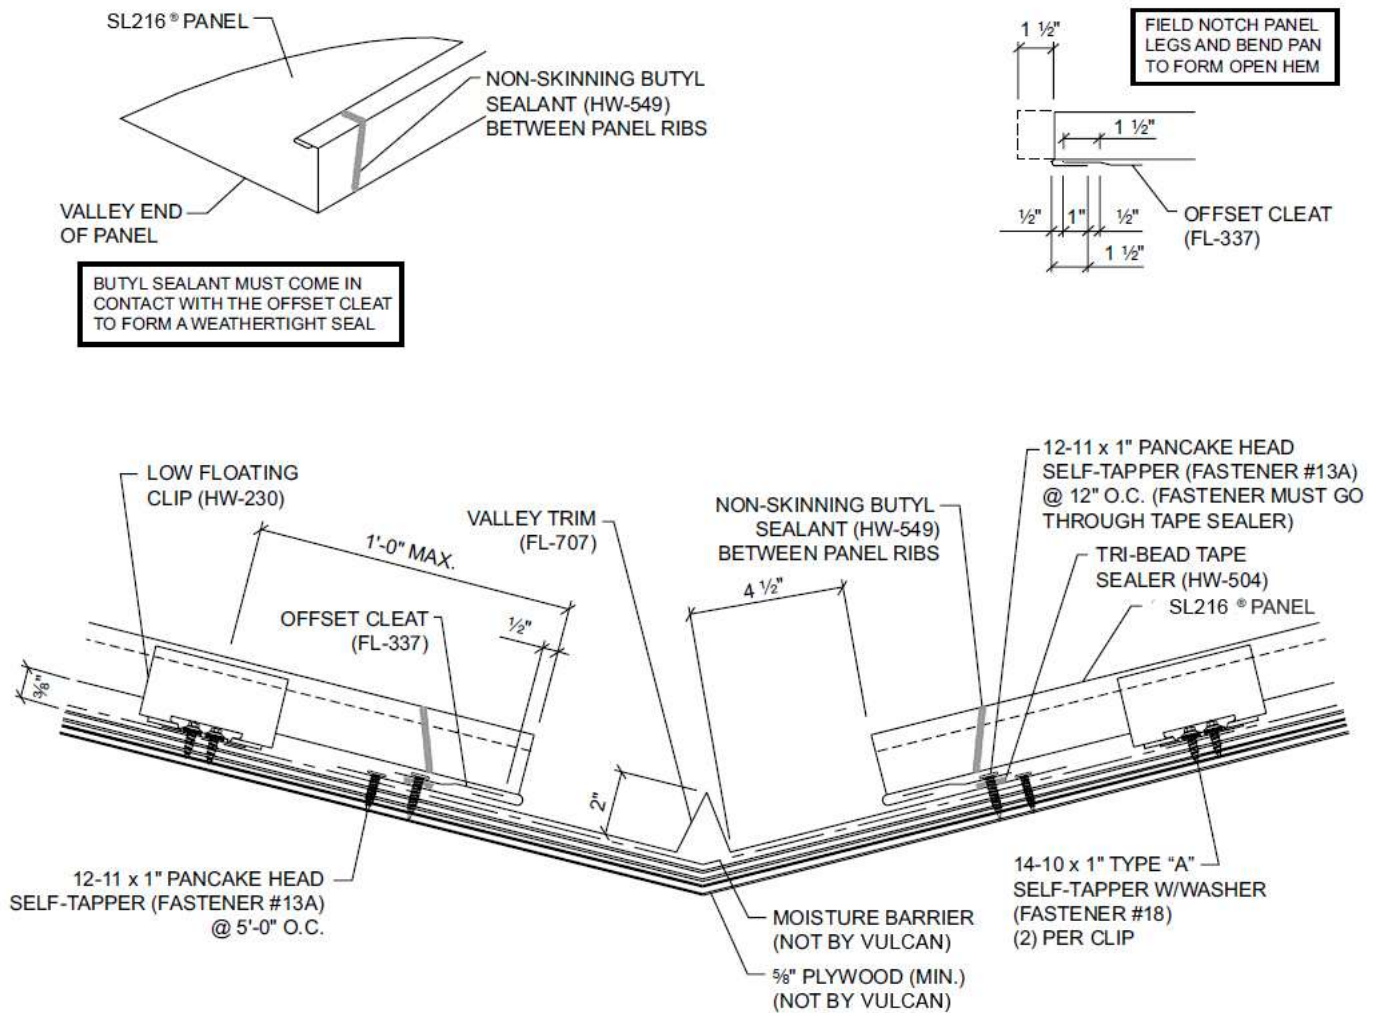 SL216 ® PANEL
NON-SKINNING BUTYL
SEALANT (HW-549)
BETWEEN PANEL RIBS
VALLEY END
OF PANEL
BUTYL SEALANT MUST COME IN
CONTACT WITH THE OFFSET CLEAT
TO FORM A WEATHERTIGHT SEAL
FIELD NOTCH PANEL
LEGS AND BEND PAN
TO FORM OPEN HEM
1 ½"
1 ½"
½"
1"
½"
1 ½"
OFFSET CLEAT
(FL-337)
LOW FLOATING
CLIP (HW-230)
1'-0" MAX.
OFFSET CLEAT
(FL-337)
½"
VALLEY TRIM
(FL-707)
NON-SKINNING BUTYL
SEALANT (HW-549)
BETWEEN PANEL RIBS
4 ½"
12-11 x 1" PANCAKE HEAD
SELF-TAPPER (FASTENER #13A)
@ 12" O.C. (FASTENER MUST GO
THROUGH TAPE SEALER)
TRI-BEAD TAPE
SEALER (HW-504)
SL216 ® PANEL
⅜"
2"
12-11 x 1" PANCAKE HEAD
SELF-TAPPER (FASTENER #13A)
@ 5'-0" O.C.
MOISTURE BARRIER
(NOT BY VULCAN)
⅝" PLYWOOD (MIN.)
(NOT BY VULCAN)
14-10 x 1" TYPE “A”
SELF-TAPPER W/WASHER
(FASTENER #18)
(2) PER CLIP